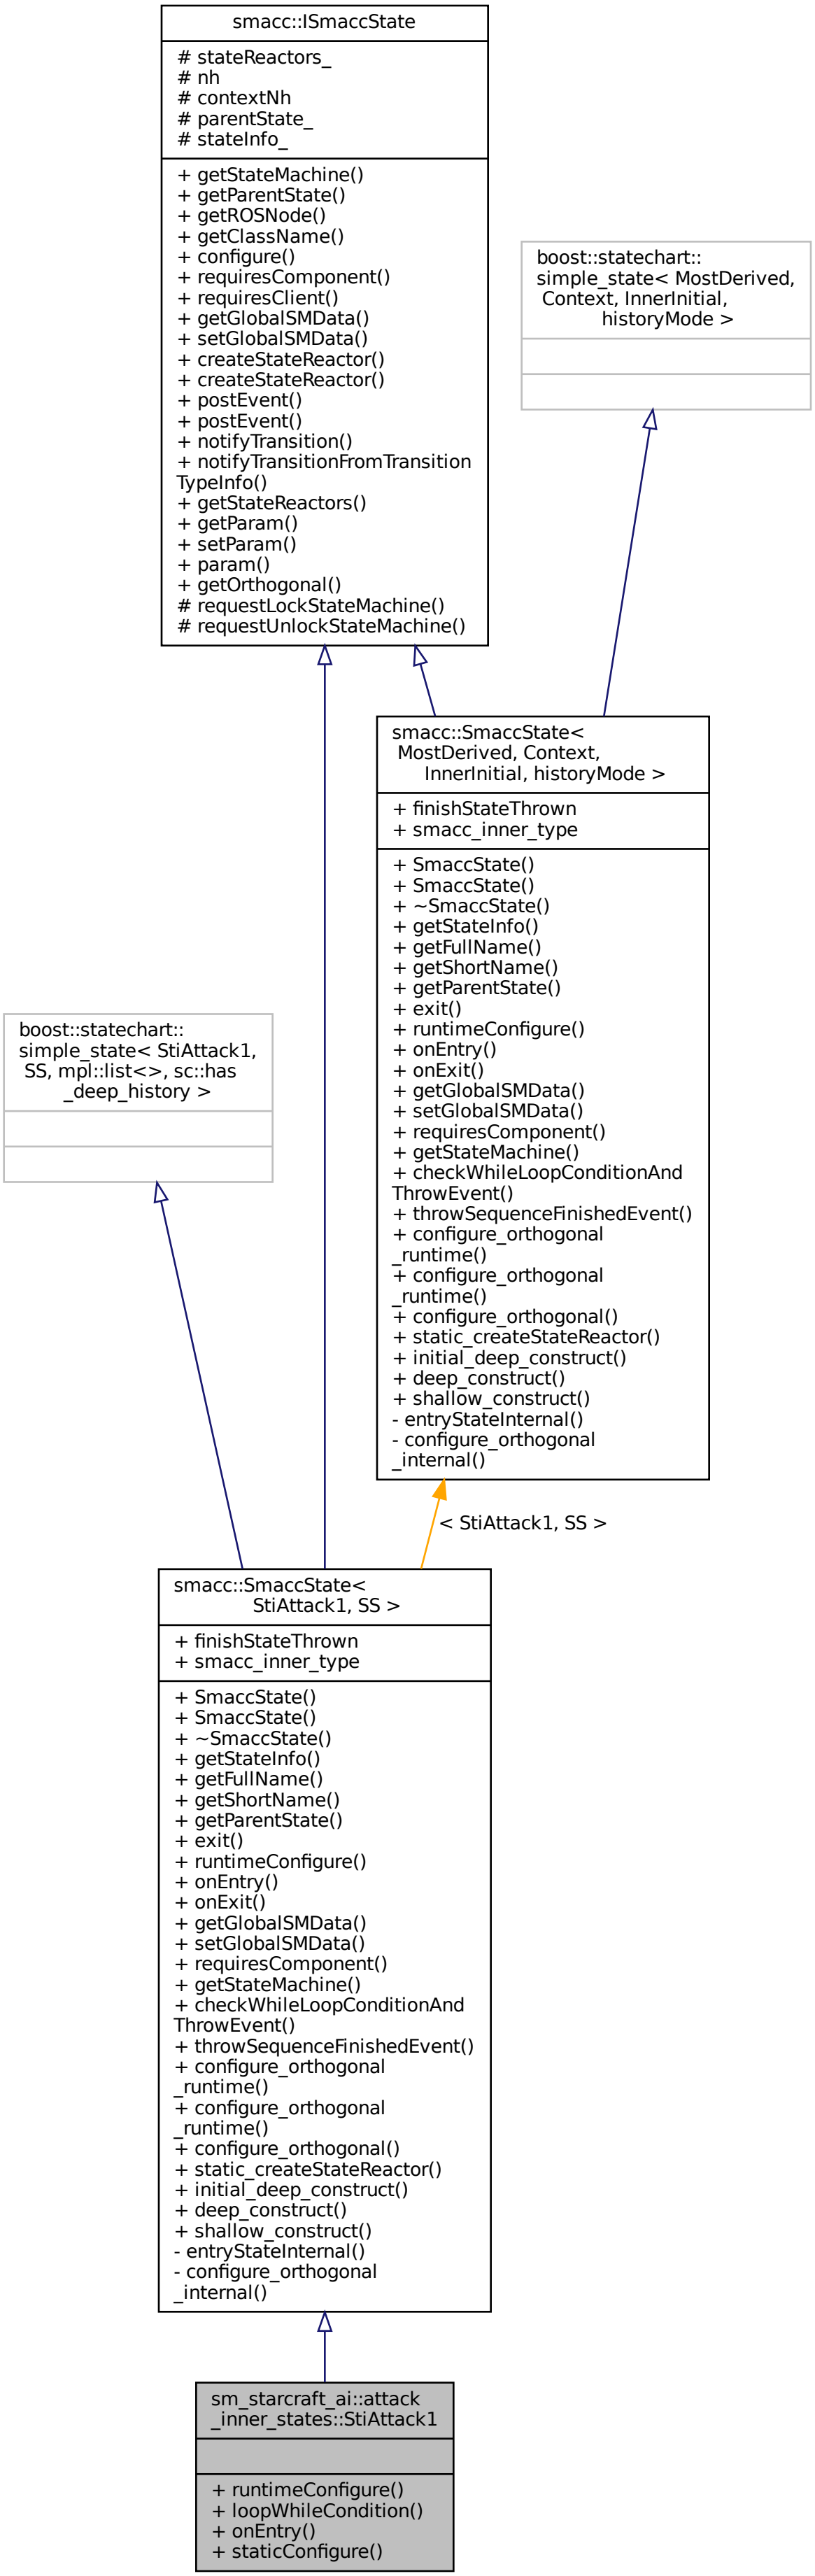 smacc::ISmaccState
# stateReactors_
# nh
# contextNh
# parentState_
# stateInfo_
+ getStateMachine()
+ getParentState()
+ getROSNode()
+ getClassName()
+ configure()
+ requiresComponent()
+ requiresClient()
+ getGlobalSMData()
+ setGlobalSMData()
+ createStateReactor()
+ createStateReactor()
+ postEvent()
+ postEvent()
+ notifyTransition()
+ notifyTransitionFromTransition
TypeInfo()
+ getStateReactors()
+ getParam()
+ setParam()
+ param()
+ getOrthogonal()
# requestLockStateMachine()
# requestUnlockStateMachine()
boost::statechart::
simple_state< MostDerived,
Context, InnerInitial,
historyMode >
smacc::SmaccState<
MostDerived, Context,
InnerInitial, historyMode >
+ finishStateThrown
+ smacc_inner_type
+ SmaccState()
+ SmaccState()
+ ~SmaccState()
+ getStateInfo()
+ getFullName()
+ getShortName()
+ getParentState()
+ exit()
+ runtimeConfigure()
+ onEntry()
+ onExit()
+ getGlobalSMData()
+ setGlobalSMData()
+ requiresComponent()
+ getStateMachine()
+ checkWhileLoopConditionAnd
ThrowEvent()
+ throwSequenceFinishedEvent()
+ configure_orthogonal
_runtime()
+ configure_orthogonal
_runtime()
+ configure_orthogonal()
+ static_createStateReactor()
+ initial_deep_construct()
+ deep_construct()
+ shallow_construct()
- entryStateInternal()
- configure_orthogonal
_internal()
boost::statechart::
simple_state< StiAttack1,
SS, mpl::list<>, sc::has
_deep_history >
< StiAttack1, SS >
smacc::SmaccState<
StiAttack1, SS >
+ finishStateThrown
+ smacc_inner_type
+ SmaccState()
+ SmaccState()
+ ~SmaccState()
+ getStateInfo()
+ getFullName()
+ getShortName()
+ getParentState()
+ exit()
+ runtimeConfigure()
+ onEntry()
+ onExit()
+ getGlobalSMData()
+ setGlobalSMData()
+ requiresComponent()
+ getStateMachine()
+ checkWhileLoopConditionAnd
ThrowEvent()
+ throwSequenceFinishedEvent()
+ configure_orthogonal
_runtime()
+ configure_orthogonal
_runtime()
+ configure_orthogonal()
+ static_createStateReactor()
+ initial_deep_construct()
+ deep_construct()
+ shallow_construct()
- entryStateInternal()
- configure_orthogonal
_internal()
sm_starcraft_ai::attack
_inner_states::StiAttack1
+ runtimeConfigure()
+ loopWhileCondition()
+ onEntry()
+ staticConfigure()